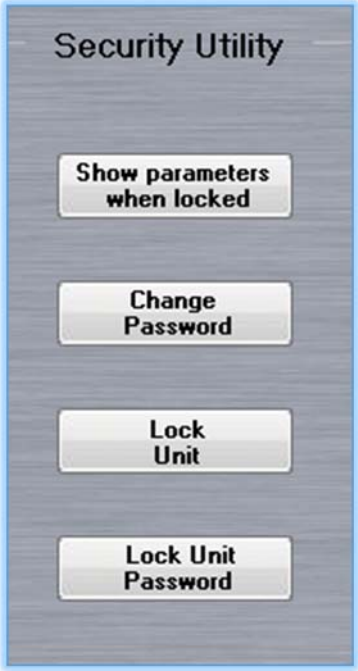 Security Utility
Show parameters
when locked
Change
Password
Lock
Unit
Lock Unit
Password